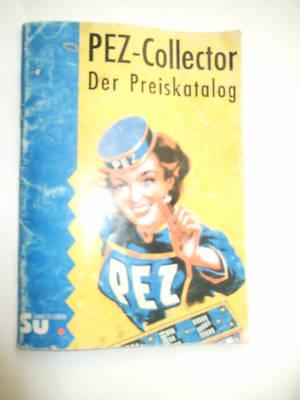 PEZ-Collector
Der Preiskatalog
PEZ
PEZ
Su